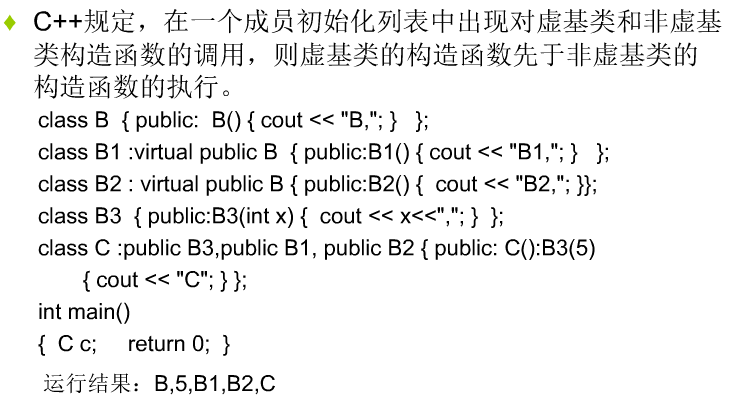 ♦ C++规定，在一个成员初始化列表中出现对虚基类和非虚基
类构造函数的调用，则虚基类的构造函数先于非虚基类的
构造函数的执行。
class B { public: B() { cout << "B,"; } };
class B1 :virtual public B { public:B1() { cout << "B1,"; } };
class B2 : virtual public B { public:B2() { cout << "B2,"; }};
class B3 { public:B3(int x) { cout << x<<","; } };
class C :public B3,public B1, public B2 { public: C():B3(5)
{ cout << "C"; } };
int main()
{ C c; return 0; }
运行结果：B,5,B1,B2,C